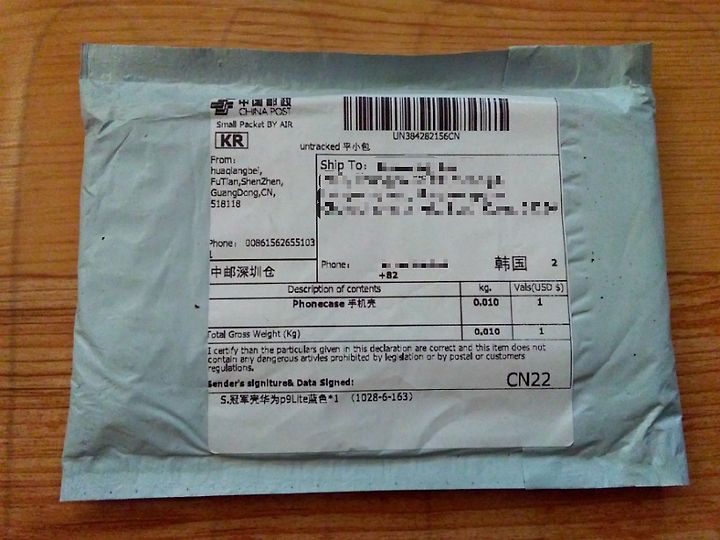 中国邮政
CHINA POST
Small Packet BY AIR
KR
UN384282156CN
untracked 平小包
From:
huaqiangbei,
FuTian,ShenZhen,
GuangDong,CN,
518118
Phone: 00861562655103
1
中邮深圳仓
Ship To:
Phone:
+82
韩国 2
Description of contents kg. Vals(USD $)
Phonecase 手机壳 0.010 1
Total Gross Weight (Kg) 0.010 1
I certify than the particulars given in this declaration are correct and this item does not
contain any dangerous artivles prohibited by legislation or by postal or customers
regulations.
Sender's signiture& Data Signed:
CN22
S.冠军壳华为p9Lite蓝色*1 (1028-6-163)